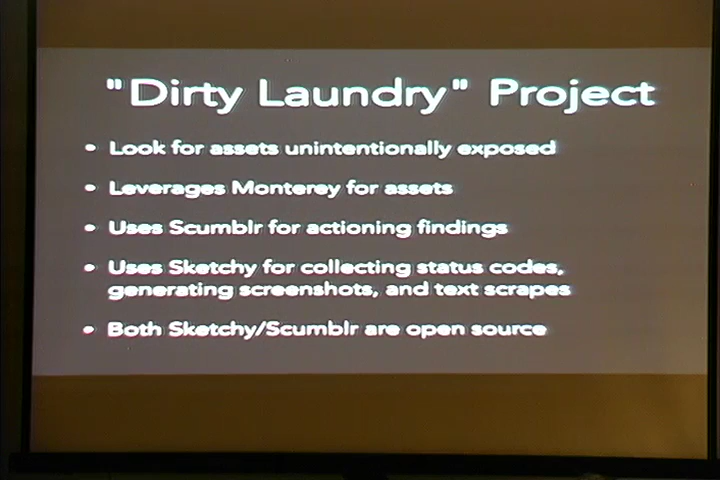 "Dirty Laundry" Project
• Look for assets unintentionally exposed
• Leverages Monterey for assets
• Uses Scumblr for actioning findings
• Uses Sketchy for collecting status codes,
generating screenshots, and text scrapes
• Both Sketchy/Scumblr are open source